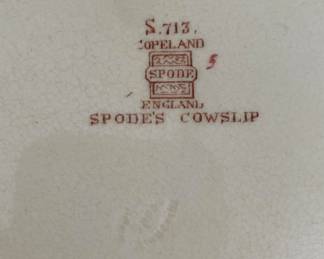 S.713.
COPELAND
SPODE
5
ENGLAND
SPODE'S COWSLIP